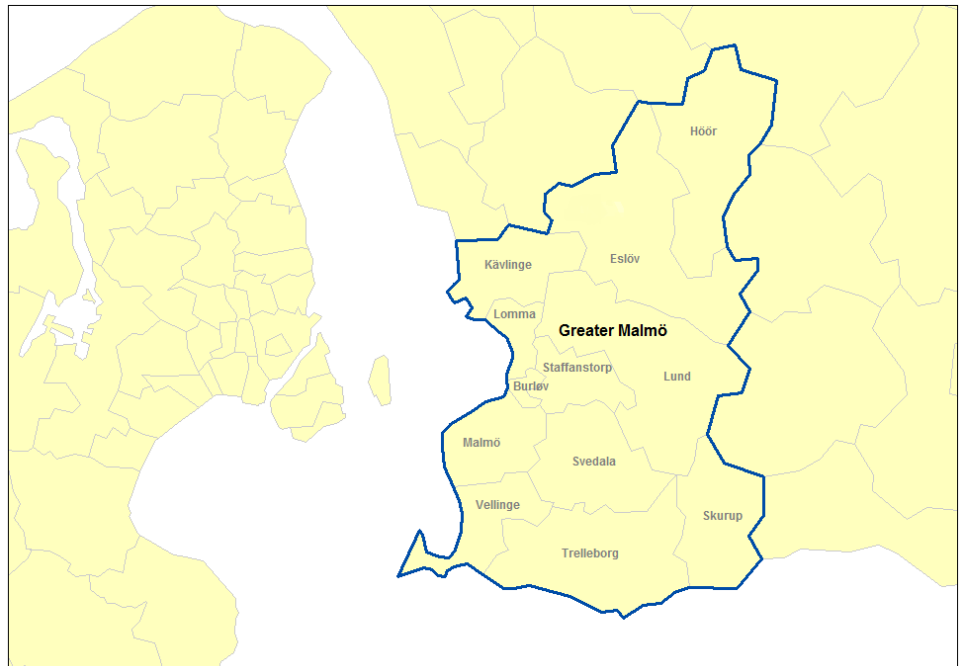 Höör
Eslöv
Kävlinge
Lomma
Greater Malmö
Staffanstorp
Lund
Burløv
Malmö
Svedala
Vellinge
Skurup
Trelleborg